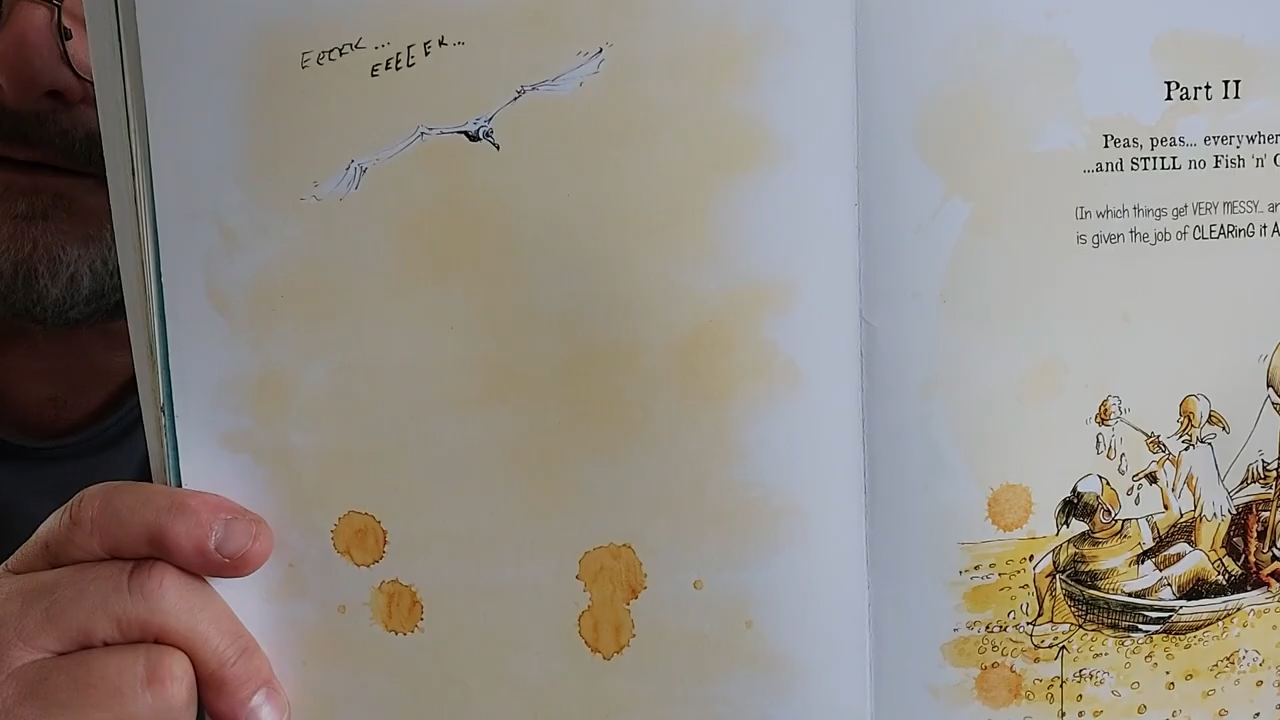 EEEEK...
EEEEEK...
Part II
Peas, peas... everywher
...and STILL no Fish 'n'
(In which things get VERY MESSY... an
is given the job of CLEARinG it A